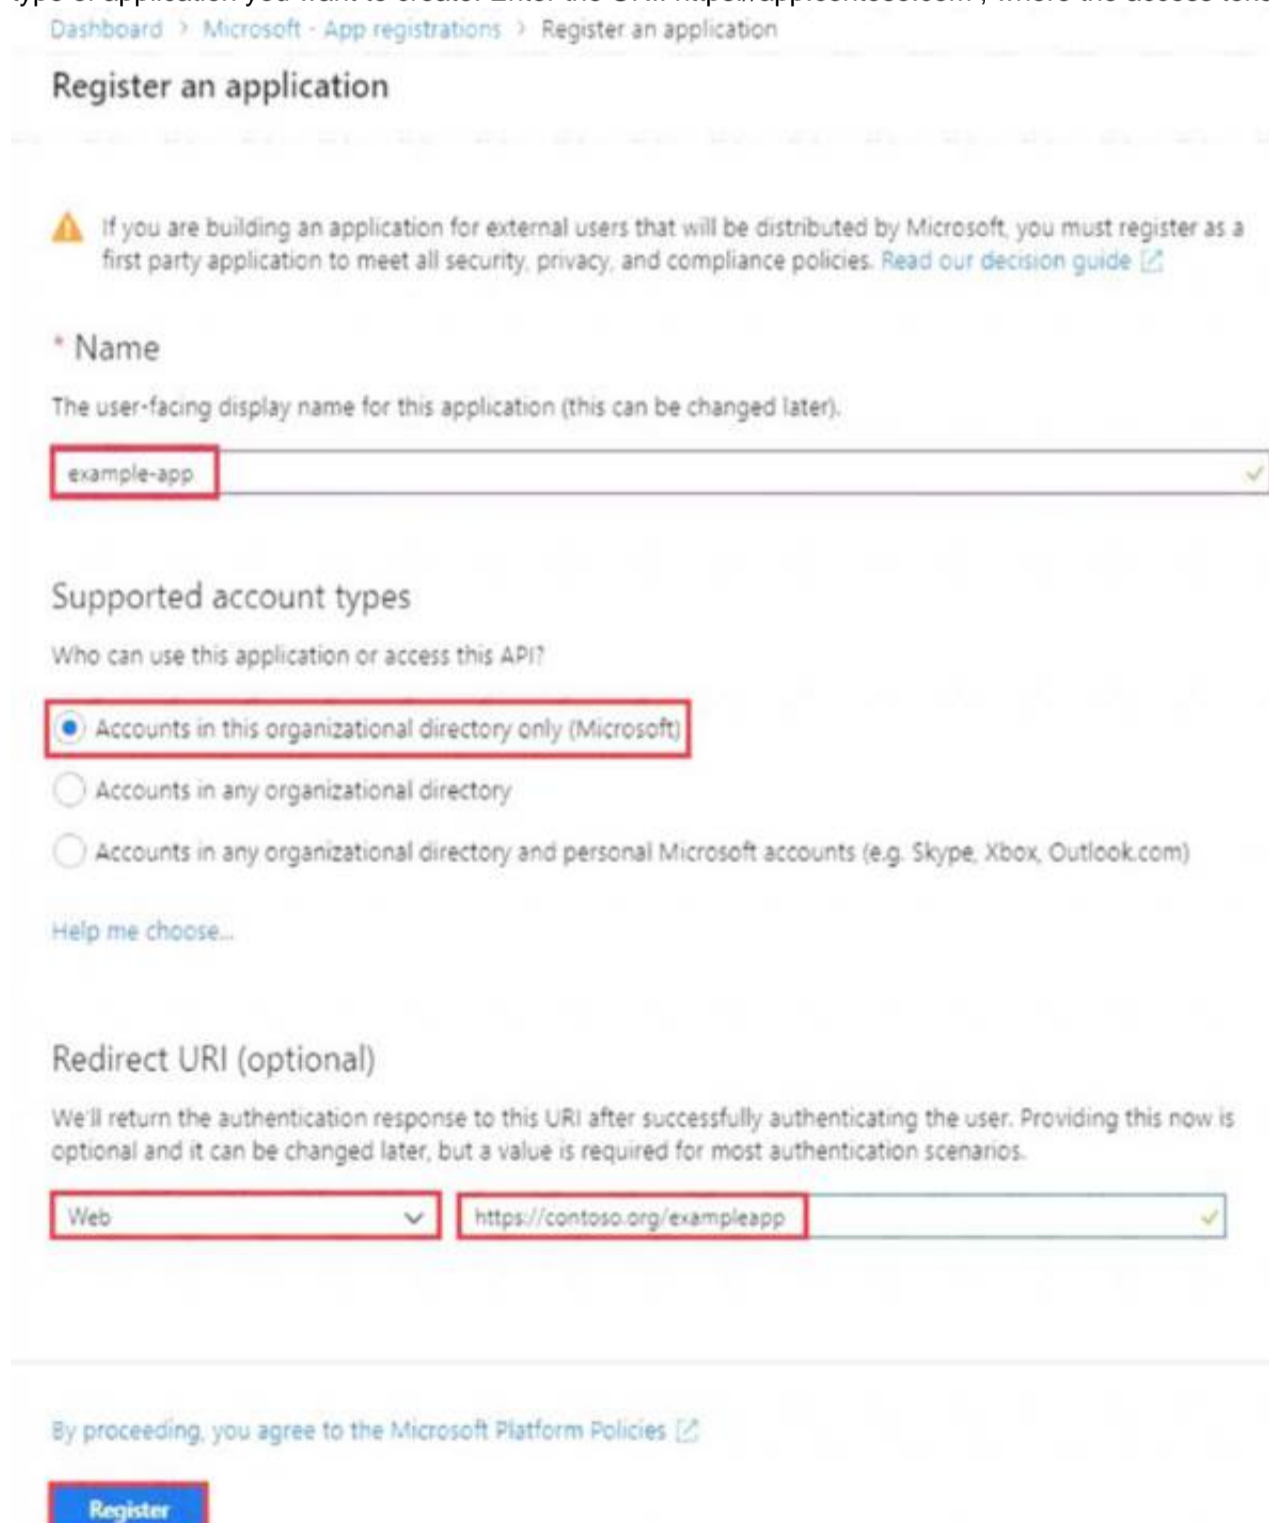 Dashboard > Microsoft - App registrations > Register an application
Register an application
If you are building an application for external users that will be distributed by Microsoft, you must register as a
first party application to meet all security, privacy, and compliance policies. Read our decision guide
* Name
The user-facing display name for this application (this can be changed later).
example-app
Supported account types
Who can use this application or access this API?
Accounts in this organizational directory only (Microsoft)
Accounts in any organizational directory
Accounts in any organizational directory and personal Microsoft accounts (e.g. Skype, Xbox, Outlook.com)
Help me choose...
Redirect URI (optional)
We'll return the authentication response to this URI after successfully authenticating the user. Providing this now is
optional and it can be changed later, but a value is required for most authentication scenarios.
Web https://contoso.org/exampleapp
By proceeding, you agree to the Microsoft Platform Policies
Register